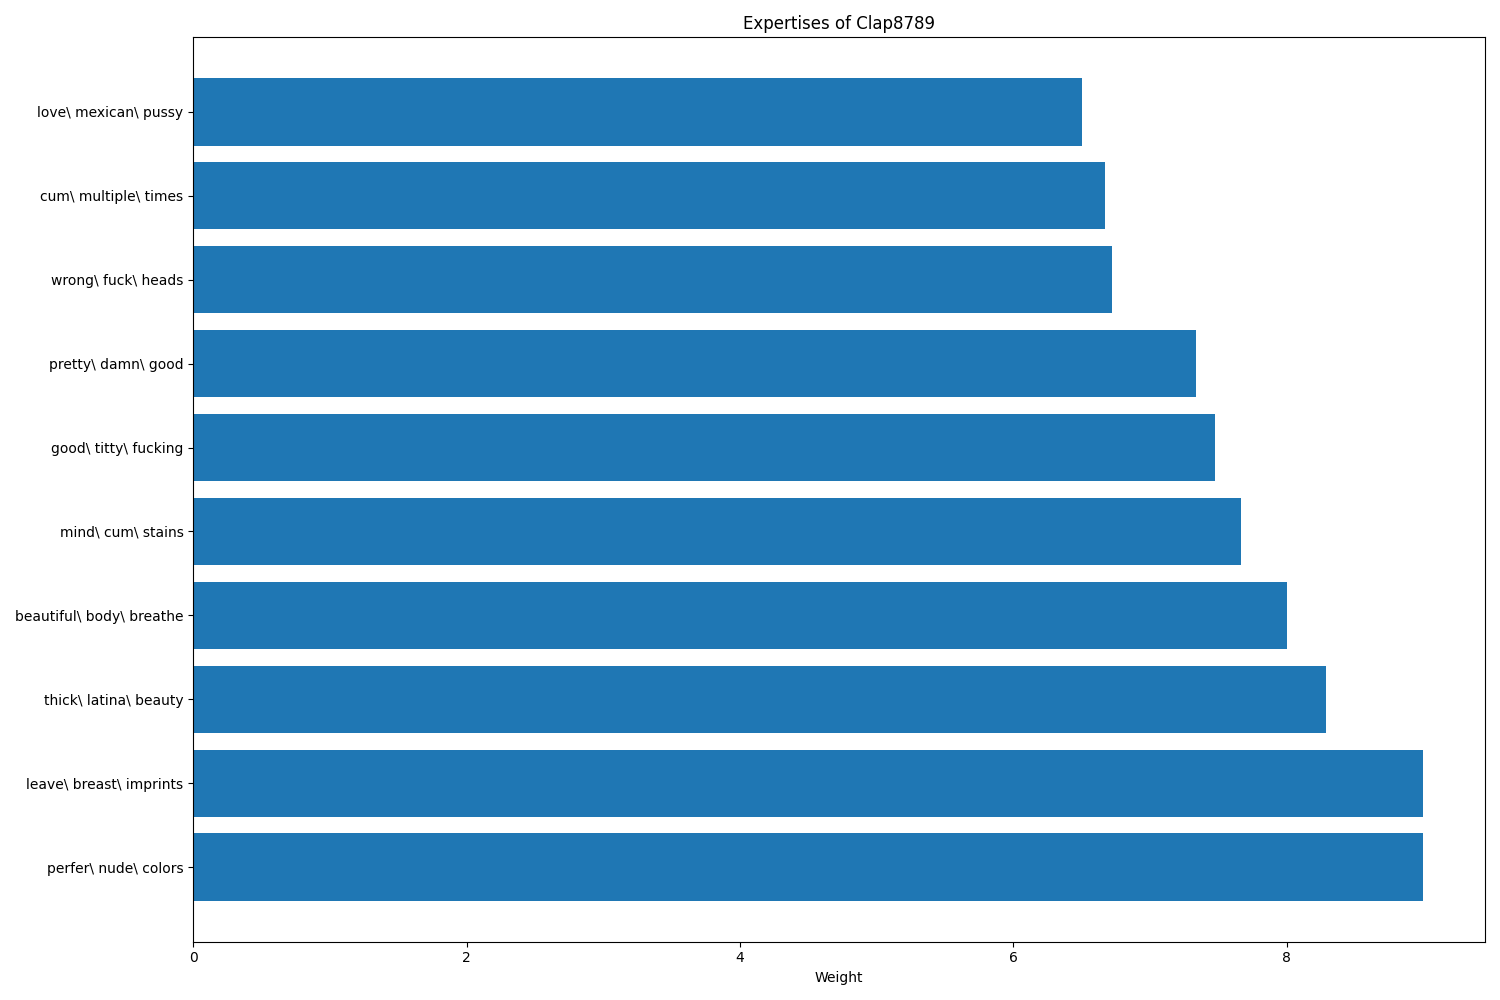 Expertises of Clap8789
love\ mexican\ pussy
cum\ multiple\ times
wrong\ fuck\ heads
pretty\ damn\ good
good\ titty\ fucking
mind\ cum\ stains
beautiful\ body\ breathe
thick\ latina\ beauty
leave\ breast\ imprints
perfer\ nude\ colors
0 2 4 6 8
Weight